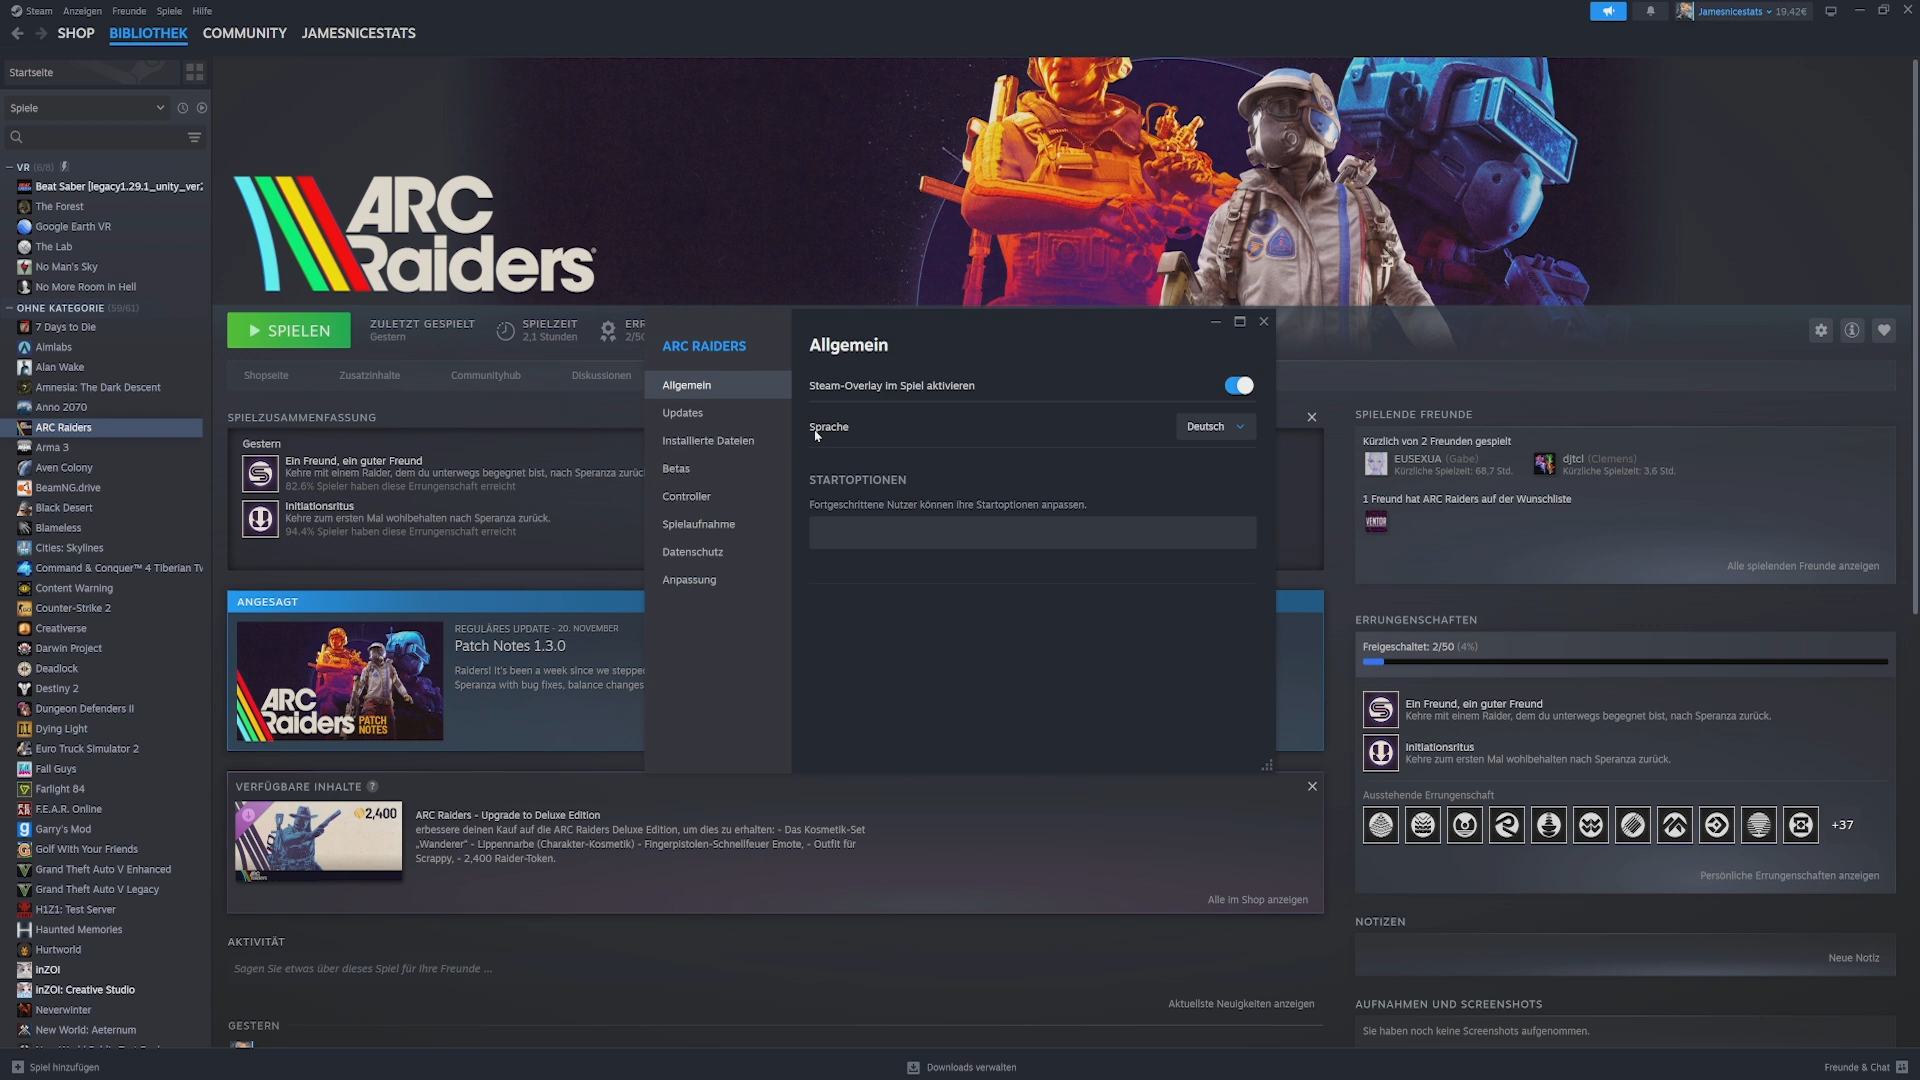 Steam Anzeigen Freunde Spiele Hilfe
Jamesnicestats 19,42€
SHOP BIBLIOTHEK COMMUNITY JAMESNICESTATS
Startseite
Spiele
VR (6/8)
Beat Saber [legacy1.29.1_unity_ver2
The Forest
Google Earth VR
The Lab
No Man's Sky
No More Room in Hell
OHNE KATEGORIE (59/61)
7 Days to Die
Aimlabs
Alan Wake
Amnesia: The Dark Descent
Anno 2070
ARC Raiders
Arma 3
Aven Colony
BeamNG.drive
Black Desert
Blameless
Cities: Skylines
Command & Conquer™ 4 Tiberian Tw
Content Warning
Counter-Strike 2
Creativerse
Darwin Project
Deadlock
Destiny 2
Dungeon Defenders II
Dying Light
Euro Truck Simulator 2
Fall Guys
Farlight 84
F.E.A.R. Online
Garry's Mod
Golf With Your Friends
Grand Theft Auto V Enhanced
Grand Theft Auto V Legacy
H1Z1: Test Server
Haunted Memories
Hurtworld
inZOI
inZOI: Creative Studio
Neverwinter
New World: Aeternum
ARC
Raiders
SPIELEN
ZULETZT GESPIELT
Gestern
SPIELZEIT
2,1 Stunden
ERR
2/50
Shopseite Zusatzinhalte Communityhub Diskussionen
SPIELZUSAMMENFASSUNG
Gestern
Ein Freund, ein guter Freund
Kehre mit einem Raider, dem du unterwegs begegnet bist, nach Speranza zurüc
82.6% Spieler haben diese Errungenschaft erreicht
Initiationsritus
Kehre zum ersten Mal wohlbehalten nach Speranza zurück.
94.4% Spieler haben diese Errungenschaft erreicht
ANGESAGT
ARC
Raiders PATCH
NOTES
REGULÄRES UPDATE - 20. NOVEMBER
Patch Notes 1.3.0
Raiders! It's been a week since we steppe
Speranza with bug fixes, balance changes
ARC RAIDERS
Allgemein
Updates
Installierte Dateien
Betas
Controller
Spielaufnahme
Datenschutz
Anpassung
Allgemein
Steam-Overlay im Spiel aktivieren
Sprache Deutsch
STARTOPTIONEN
Fortgeschrittene Nutzer können ihre Startoptionen anpassen.
VERFÜGBARE INHALTE ?
2,400
ARC Raiders - Upgrade to Deluxe Edition
erbessere deinen Kauf auf die ARC Raiders Deluxe Edition, um dies zu erhalten: - Das Kosmetik-Set
„Wanderer" - Lippennarbe (Charakter-Kosmetik) - Fingerpistolen-Schnellfeuer Emote, - Outfit für
Scrappy, - 2,400 Raider-Token.
Alle im Shop anzeigen
AKTIVITÄT
Sagen Sie etwas über dieses Spiel für Ihre Freunde ...
Aktuellste Neuigkeiten anzeigen
GESTERN
SPIELENDE FREUNDE
Kürzlich von 2 Freunden gespielt
EUSEXUA (Gabe)
Kürzliche Spielzeit: 68,7 Std.
djtcl (Clemens)
Kürzliche Spielzeit: 3,6 Std.
1 Freund hat ARC Raiders auf der Wunschliste
VENTOR
Alle spielenden Freunde anzeigen
ERRUNGENSCHAFTEN
Freigeschaltet: 2/50 (4%)
Ein Freund, ein guter Freund
Kehre mit einem Raider, dem du unterwegs begegnet bist, nach Speranza zurück.
Initiationsritus
Kehre zum ersten Mal wohlbehalten nach Speranza zurück.
Ausstehende Errungenschaft
+37
Persönliche Errungenschaften anzeigen
NOTIZEN
Neue Notiz
AUFNAHMEN UND SCREENSHOTS
Sie haben noch keine Screenshots aufgenommen.
Spiel hinzufügen
Downloads verwalten
Freunde & Chat